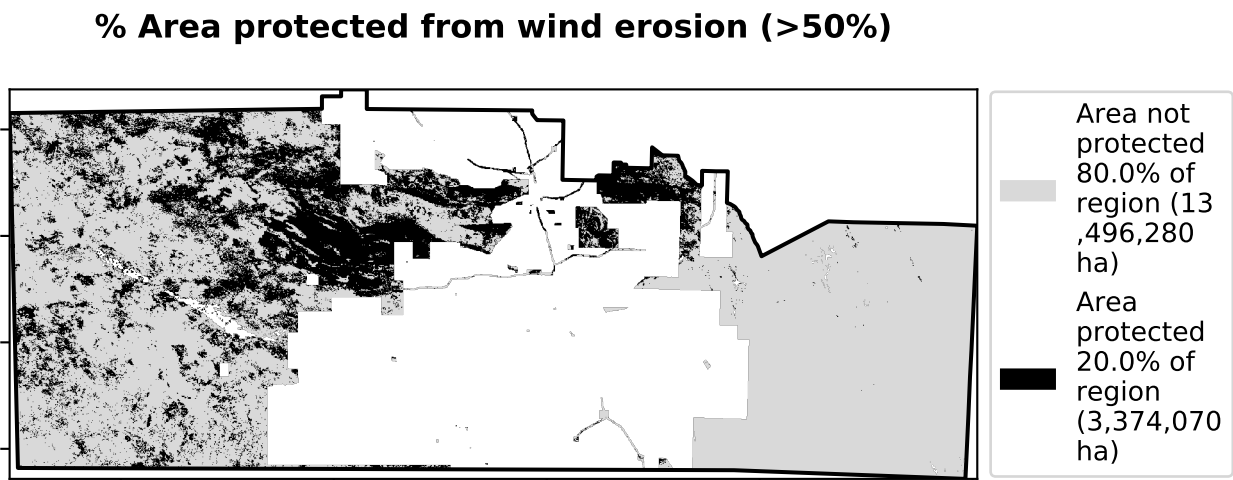 % Area protected from wind erosion (>50%)
Area not
protected
80.0% of
region (13
,496,280
ha)
Area
protected
20.0% of
region
(3,374,070
ha)